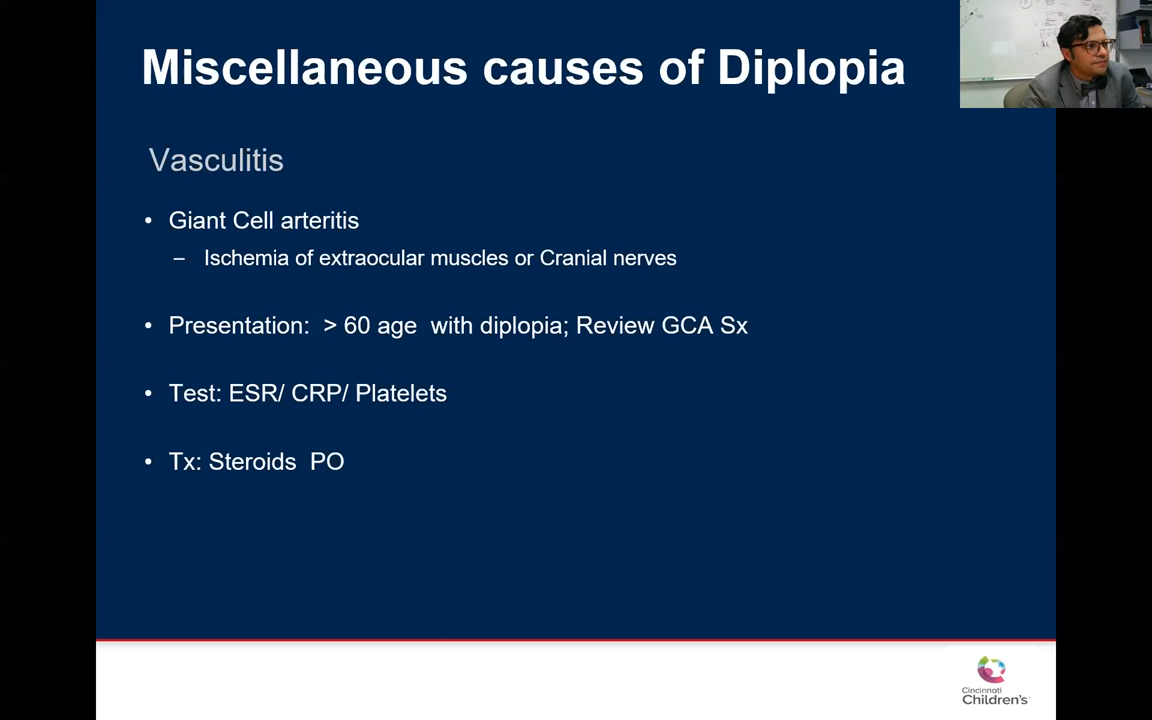 Miscellaneous causes of Diplopia
Vasculitis
• Giant Cell arteritis
– Ischemia of extraocular muscles or Cranial nerves
• Presentation:  > 60 age  with diplopia; Review GCA Sx
• Test: ESR/ CRP/ Platelets
• Tx: Steroids  PO
Cincinnati
Children's